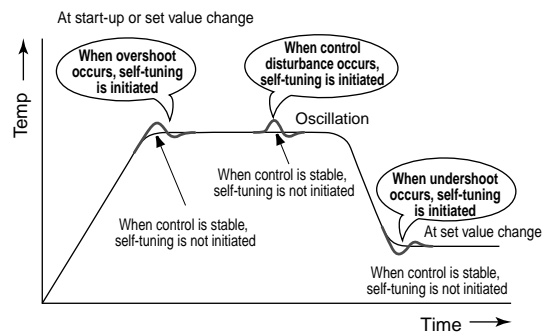 At start-up or set value change
When overshoot
occurs, self-tuning
is initiated
When control
disturbance occurs,
self-tuning is initiated
Temp
Oscillation
When control is stable,
self-tuning is not initiated
When undershoot
occurs, self-tuning
is initiated
When control is stable,
self-tuning is not initiated
At set value change
When control is stable,
self-tuning is not initiated
Time